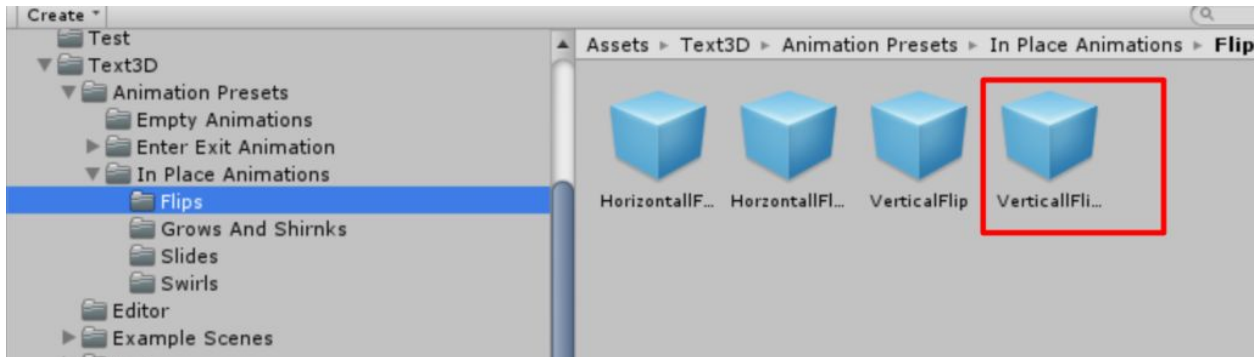 Create
Test
Text3D
Animation Presets
Empty Animations
Enter Exit Animation
In Place Animations
Flips
Grows And Shirnks
Slides
Swirls
Editor
Example Scenes
Assets ▸ Text3D ▸ Animation Presets ▸ In Place Animations ▸ Flip
HorizontallF... HorzontallFl... VerticalFlip VerticallFli...